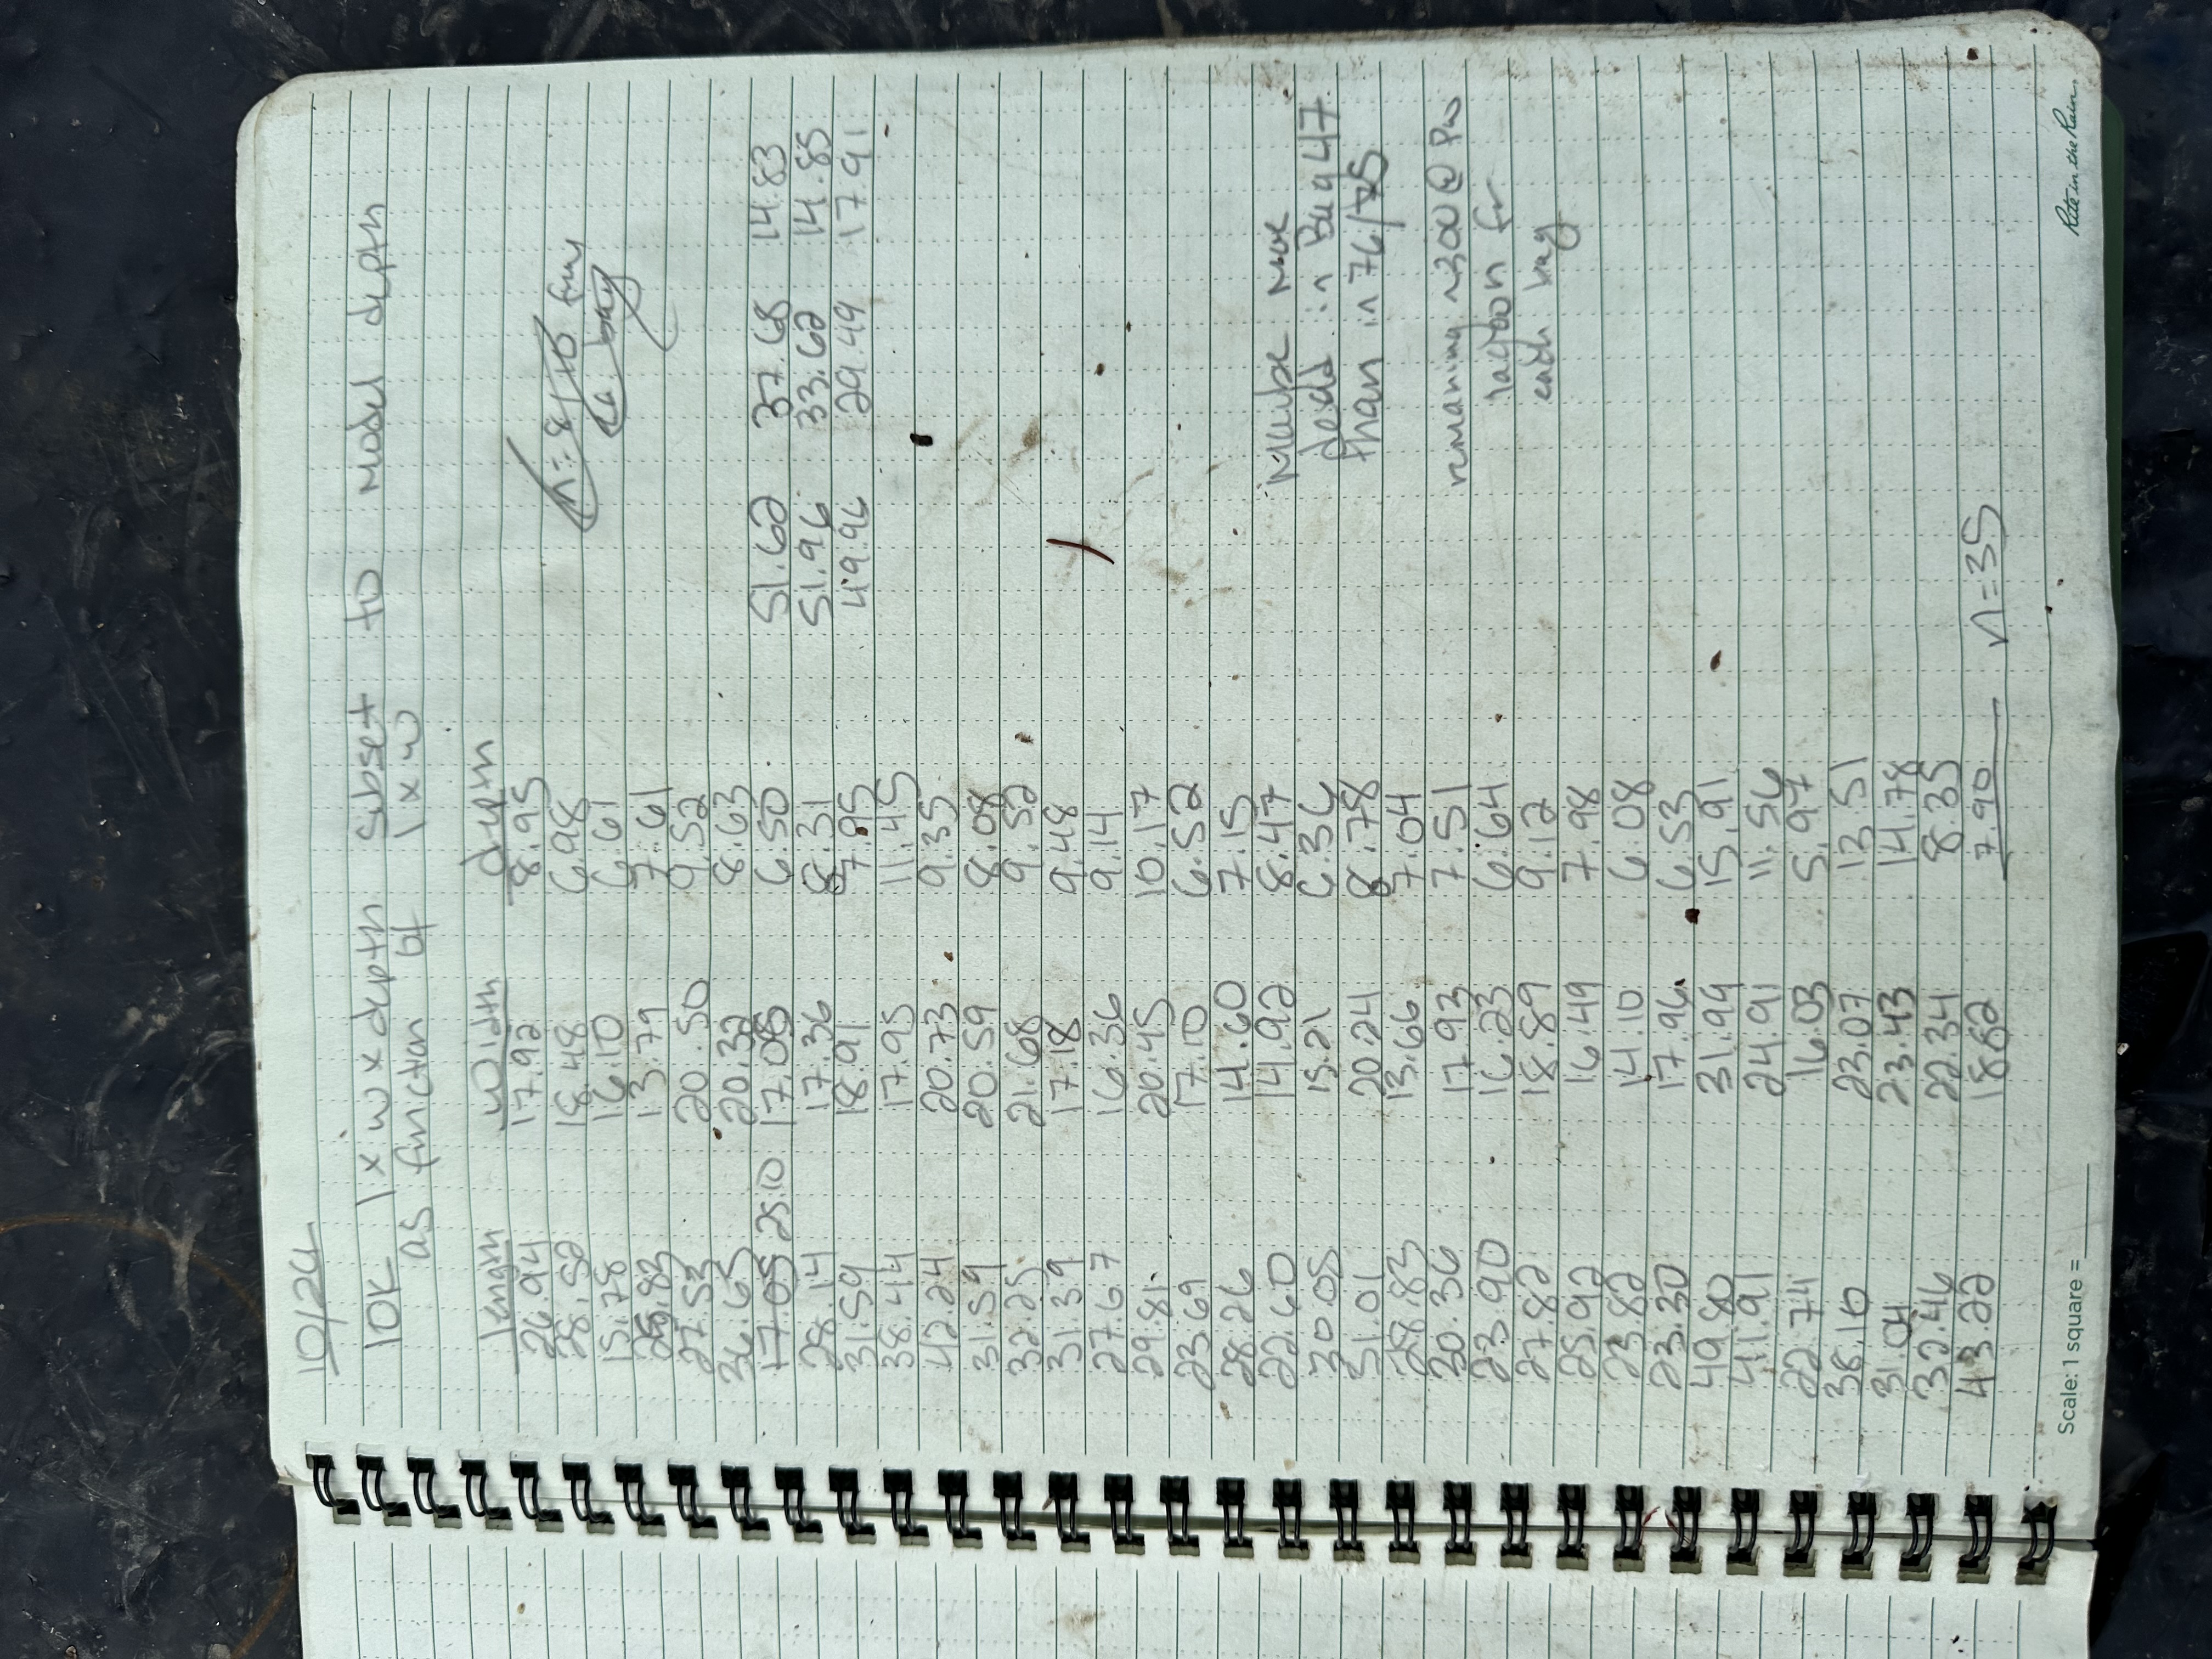 10/24
10K l x w x depth subset to model depth
as function of l x w
length width depth
26.94 17.92 8.95
28.52 18.48 6.98
n = 8/10 from
ea. bag
15.78 16.10 6.61
28.83 13.79 7.61
27.53 20.50 9.52
36.65 20.32 8.63
17.05 25.10 17.05 6.50 51.62 37.68 14.83
28.14 17.36 8.31 51.96 33.62 14.85
31.59 18.91 7.95 49.96 29.49 17.91
38.44 17.95 11.45
42.24 20.73 9.35
31.59 20.59 8.08
32.25 21.68 9.52
31.39 17.18 9.48
27.67 16.36 9.14
29.81 20.45 10.17
23.69 17.10 6.52
28.26 14.60 7.15
22.60 14.92 8.47
30.05 15.21 6.36
31.01 20.24 8.78
28.83 13.66 7.04
30.36 17.93 7.51
23.90 16.23 6.64
27.82 18.89 9.12
25.92 16.49 7.98
23.82 14.10 6.08
23.30 17.96 6.53
49.80 31.99 15.91
41.91 24.91 11.56
22.74 16.03 5.97
38.10 23.07 13.51
31.04 23.43 14.78
32.46 22.34 8.35
43.22 18.82 7.90 n=35
Maybe more
dead in Bag 47
than in 76/75
remaning ~300 @ Pw
lagoon fr
each bag
Scale: 1 square =
Rite in the Rain